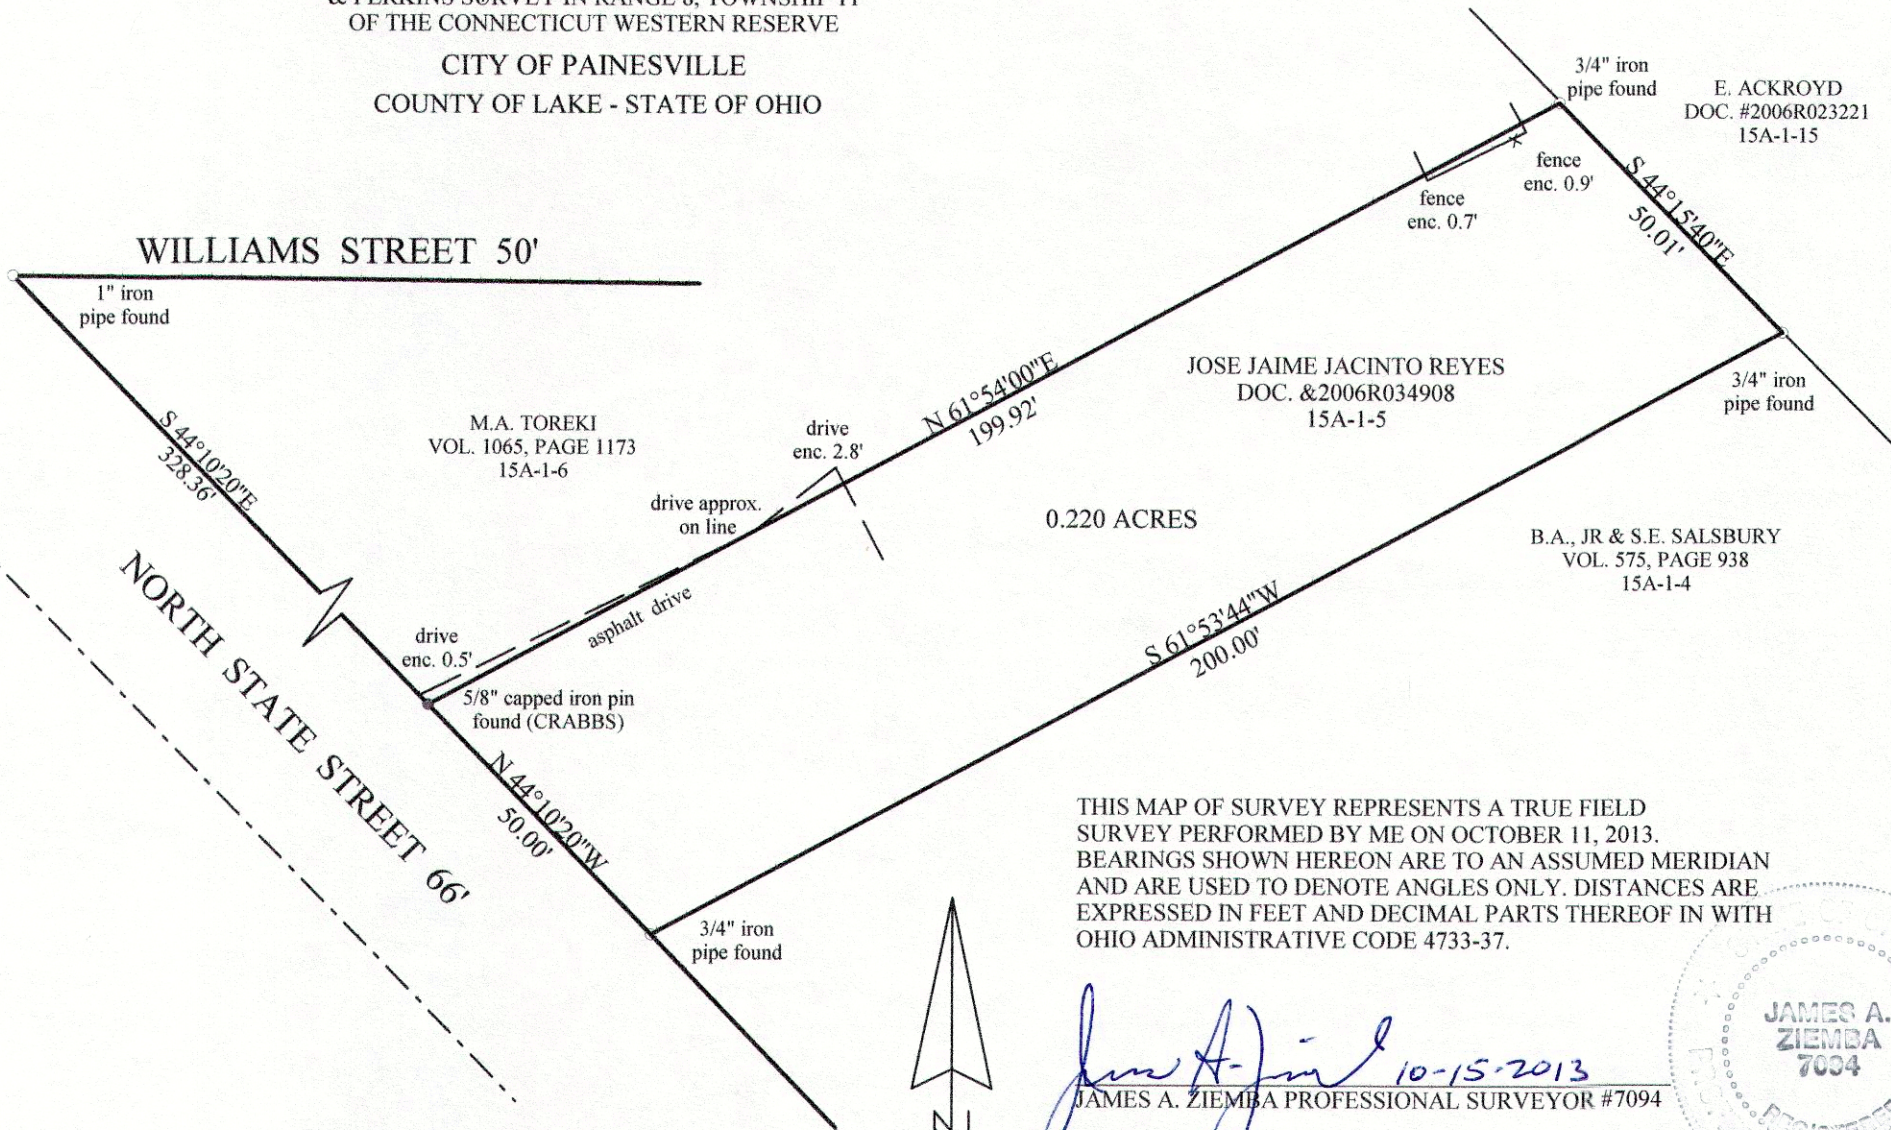 & PERKINS SURVEY IN RANGE 8, TOWNSHIP 11
OF THE CONNECTICUT WESTERN RESERVE
CITY OF PAINESVILLE
COUNTY OF LAKE - STATE OF OHIO
3/4" iron
pipe found
E. ACKROYD
DOC. #2006R023221
15A-1-15
fence
enc. 0.9'
fence
enc. 0.7'
S 44°15'40"E
50.01'
WILLIAMS STREET 50'
1" iron
pipe found
S 44°10'20"E
328.36'
M.A. TOREKI
VOL. 1065, PAGE 1173
15A-1-6
drive
enc. 2.8'
N 61°54'00"E
199.92'
JOSE JAIME JACINTO REYES
DOC. &2006R034908
15A-1-5
3/4" iron
pipe found
drive approx.
on line
0.220 ACRES
B.A., JR & S.E. SALSBURY
VOL. 575, PAGE 938
15A-1-4
asphalt drive
drive
enc. 0.5'
S 61°53'44"W
200.00'
5/8" capped iron pin
found (CRABBS)
NORTH STATE STREET 66'
N 44°10'20"W
50.00'
3/4" iron
pipe found
THIS MAP OF SURVEY REPRESENTS A TRUE FIELD
SURVEY PERFORMED BY ME ON OCTOBER 11, 2013.
BEARINGS SHOWN HEREON ARE TO AN ASSUMED MERIDIAN
AND ARE USED TO DENOTE ANGLES ONLY. DISTANCES ARE
EXPRESSED IN FEET AND DECIMAL PARTS THEREOF IN WITH
OHIO ADMINISTRATIVE CODE 4733-37.
10-15-2013
JAMES A. ZIEMBA PROFESSIONAL SURVEYOR #7094
JAMES A.
ZIEMBA
7094
N